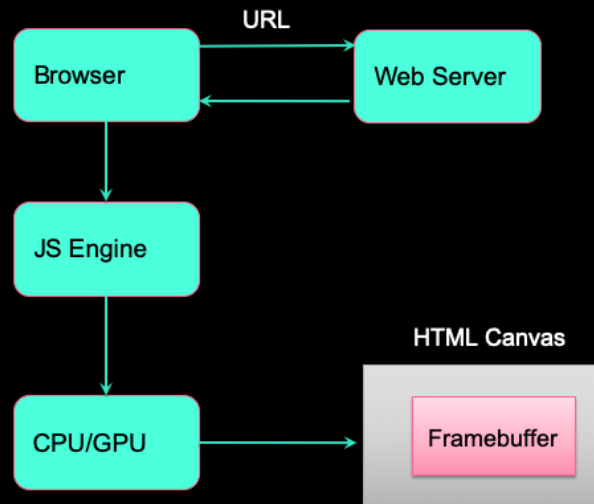 URL
Browser
Web Server
JS Engine
HTML Canvas
CPU/GPU
Framebuffer